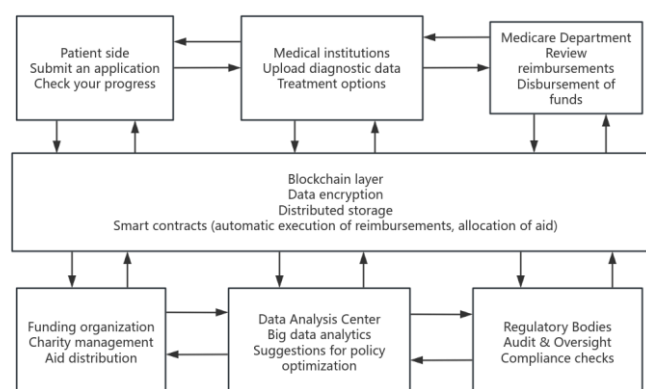 Patient side
Submit an application
Check your progress
Medical institutions
Upload diagnostic data
Treatment options
Medicare Department
Review
reimbursements
Disbursement of
funds
Blockchain layer
Data encryption
Distributed storage
Smart contracts (automatic execution of reimbursements, allocation of aid)
Funding organization
Charity management
Aid distribution
Data Analysis Center
Big data analytics
Suggestions for policy
optimization
Regulatory Bodies
Audit & Oversight
Compliance checks